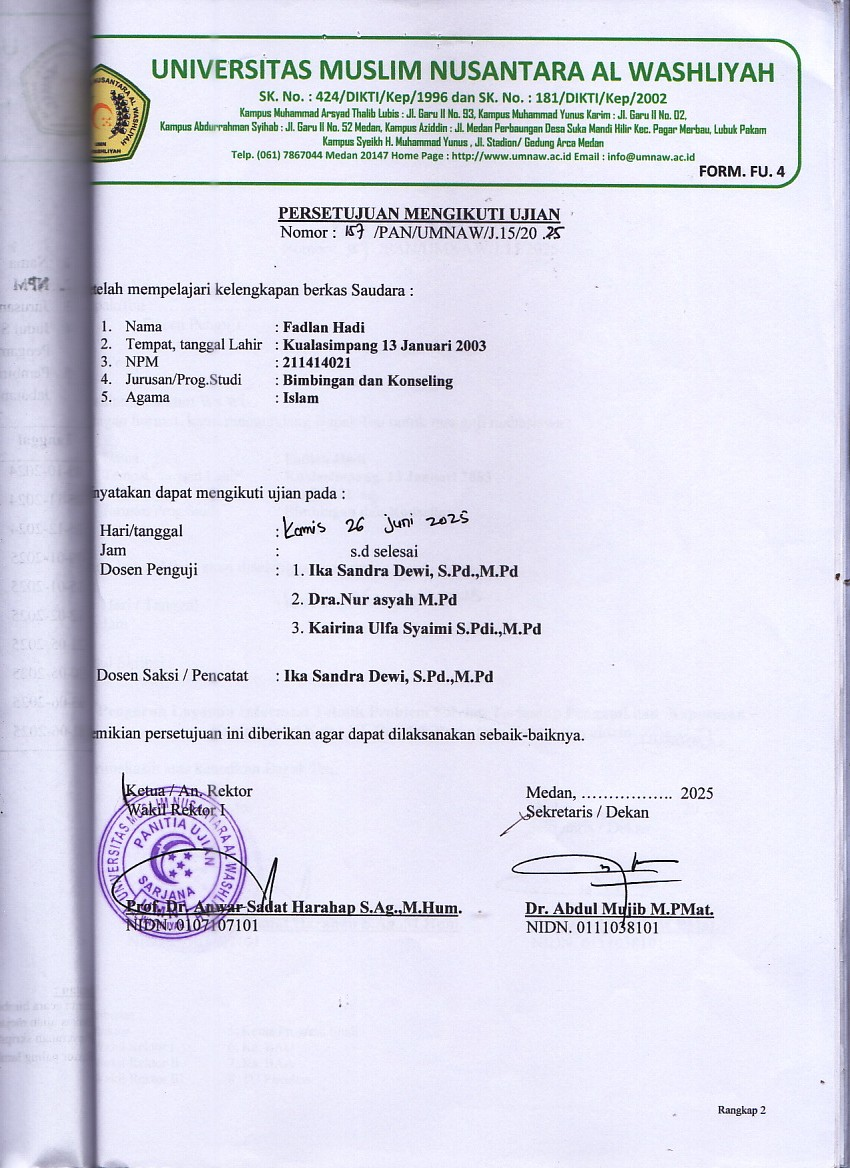 UNIVERSITAS MUSLIM NUSANTARA AL WASHLIYAH
SK. No. : 424/DIKTI/Kep/1996 dan SK. No. : 181/DIKTI/Kep/2002
Kampus Muhammad Arsyad Thalib Lubis : Jl. Garu II No. 93, Kampus Muhammad Yunus Karim : Jl. Garu II No. 02,
Kampus Abdurrahman Syihab : Jl. Garu II No. 52 Medan, Kampus Aziddin : Jl. Medan Perbaungan Desa Suka Mandi Hilir Kec. Pagar Merbau, Lubuk Pakam
Kampus Syeikh H. Muhammad Yunus , Jl. Stadion/ Gedung Arca Medan
Telp. (061) 7867044 Medan 20147 Home Page : http://www.umnaw.ac.id Email : info@umnaw.ac.id
FORM. FU. 4
PERSETUJUAN MENGIKUTI UJIAN
Nomor : 157 /PAN/UMNAW/J.15/20 .25
telah mempelajari kelengkapan berkas Saudara :
1. Nama : Fadlan Hadi
2. Tempat, tanggal Lahir : Kualasimpang 13 Januari 2003
3. NPM : 211414021
4. Jurusan/Prog.Studi : Bimbingan dan Konseling
5. Agama : Islam
nyatakan dapat mengikuti ujian pada :
Hari/tanggal : Kamis 26 juni 2025
Jam : s.d selesai
Dosen Penguji : 1. Ika Sandra Dewi, S.Pd.,M.Pd
2. Dra.Nur asyah M.Pd
3. Kairina Ulfa Syaimi S.Pdi.,M.Pd
Dosen Saksi / Pencatat : Ika Sandra Dewi, S.Pd.,M.Pd
mikian persetujuan ini diberikan agar dapat dilaksanakan sebaik-baiknya.
Ketua / An. Rektor
Wakil Rektor I
Medan, ................. 2025
Sekretaris / Dekan
PANITIA UJIAN
SARJANA
UNIVERSITAS MUSLIM NUSANTARA AL WASHLIYAH
Prof. Dr. Anwar Sadat Harahap S.Ag.,M.Hum.
NIDN. 0107107101
Dr. Abdul Mujib M.PMat.
NIDN. 0111038101
Rangkap 2